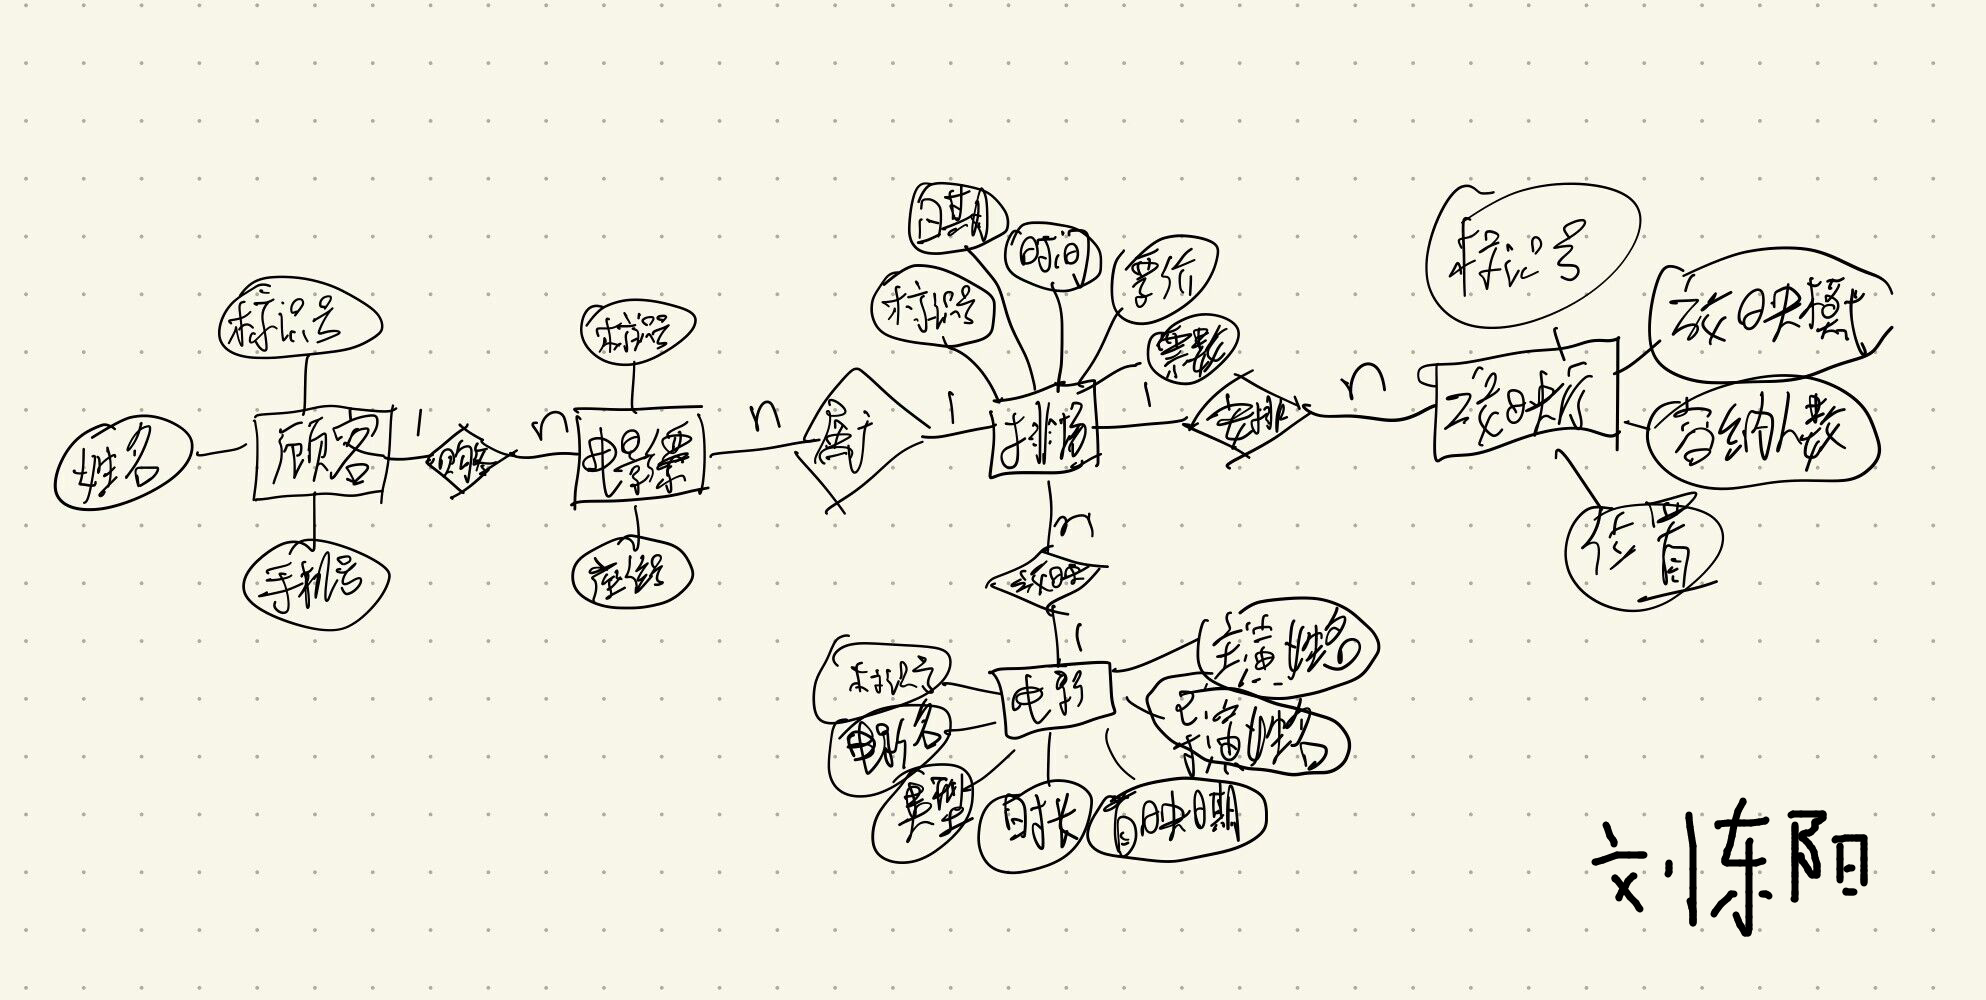 日期
时间
票价
标识号
票数
标识号
放映模式
容纳人数
放映厅
位置
n
安排
1
排场
1
属于
n
标识号
电影票
座位号
n
购买
1
标识号
姓名
顾客
手机号
n
放映
1
电影
标识号
电影名
类型
时长
首映日期
导演姓名
主演姓名
刘东阳